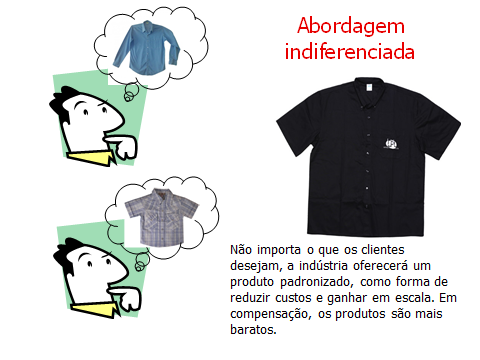 Abordagem
indiferenciada
Não importa o que os clientes
desejam, a indústria oferecerá um
produto padronizado, como forma de
reduzir custos e ganhar em escala. Em
compensação, os produtos são mais
baratos.